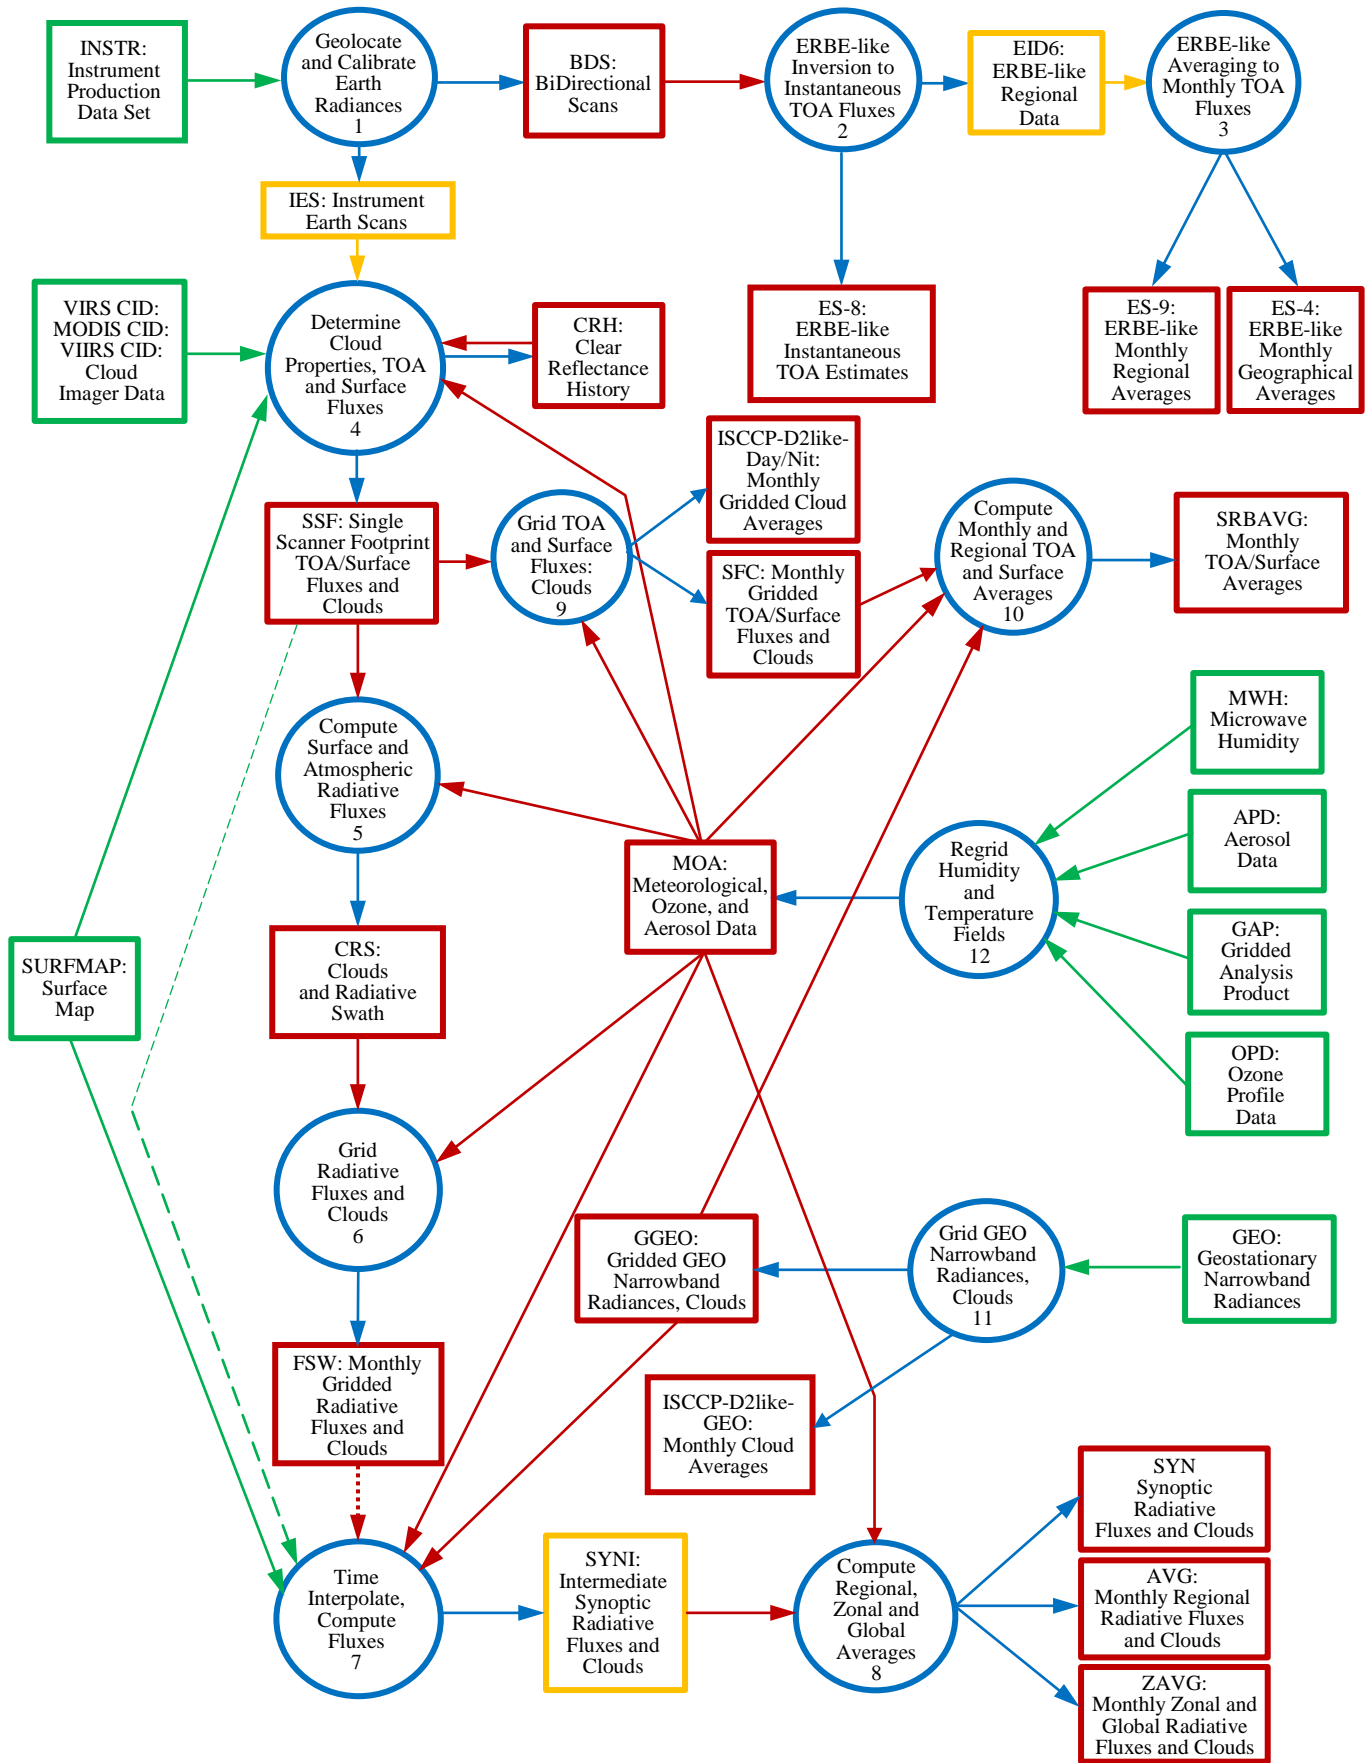 INSTR:
Instrument
Production
Data Set
Geolocate
and Calibrate
Earth
Radiances
1
BDS:
BiDirectional
Scans
ERBE-like
Inversion to
Instantaneous
TOA Fluxes
2
EID6:
ERBE-like
Regional
Data
ERBE-like
Averaging to
Monthly TOA
Fluxes
3
IES: Instrument
Earth Scans
VIRS CID:
MODIS CID:
VIIRS CID:
Cloud
Imager Data
Determine
Cloud
Properties, TOA
and Surface
Fluxes
4
CRH:
Clear
Reflectance
History
ES-8:
ERBE-like
Instantaneous
TOA Estimates
ES-9:
ERBE-like
Monthly
Regional
Averages
ES-4:
ERBE-like
Monthly
Geographical
Averages
SSF: Single
Scanner Footprint
TOA/Surface
Fluxes and
Clouds
Grid TOA
and Surface
Fluxes:
Clouds
9
ISCCP-D2like-
Day/Nit:
Monthly
Gridded Cloud
Averages
SFC: Monthly
Gridded
TOA/Surface
Fluxes and
Clouds
Compute
Monthly and
Regional TOA
and Surface
Averages
10
SRBAVG:
Monthly
TOA/Surface
Averages
Compute
Surface and
Atmospheric
Radiative
Fluxes
5
MWH:
Microwave
Humidity
APD:
Aerosol
Data
MOA:
Meteorological,
Ozone, and
Aerosol Data
Regrid
Humidity
and
Temperature
Fields
12
GAP:
Gridded
Analysis
Product
SURFMAP:
Surface
Map
CRS:
Clouds
and Radiative
Swath
OPD:
Ozone
Profile
Data
Grid
Radiative
Fluxes and
Clouds
6
GGEO:
Gridded GEO
Narrowband
Radiances, Clouds
Grid GEO
Narrowband
Radiances,
Clouds
11
GEO:
Geostationary
Narrowband
Radiances
FSW: Monthly
Gridded
Radiative
Fluxes and
Clouds
ISCCP-D2like-
GEO:
Monthly Cloud
Averages
Time
Interpolate,
Compute
Fluxes
7
SYNI:
Intermediate
Synoptic
Radiative
Fluxes and
Clouds
Compute
Regional,
Zonal and
Global
Averages
8
SYN
Synoptic
Radiative
Fluxes and Clouds
AVG:
Monthly Regional
Radiative Fluxes
and Clouds
ZAVG:
Monthly Zonal and
Global Radiative
Fluxes and Clouds